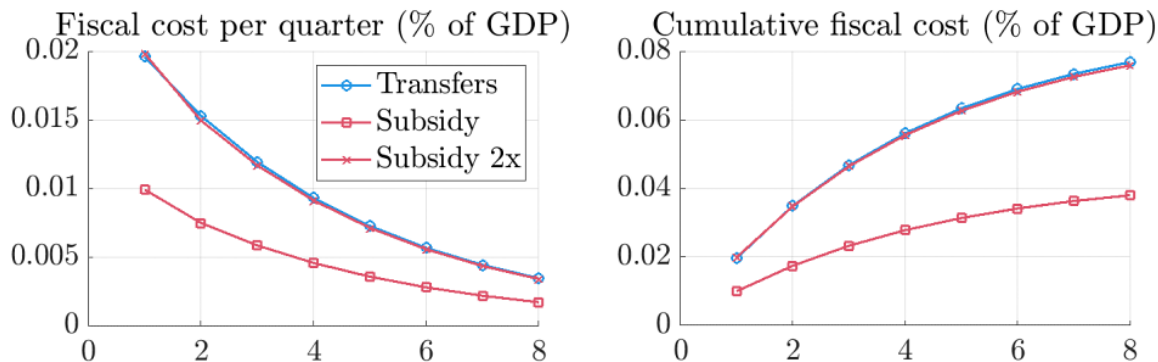 Fiscal cost per quarter (% of GDP)
0.02
0.015
0.01
0.005
0
0 2 4 6 8
Transfers
Subsidy
Subsidy 2x
Cumulative fiscal cost (% of GDP)
0.08
0.06
0.04
0.02
0
0 2 4 6 8